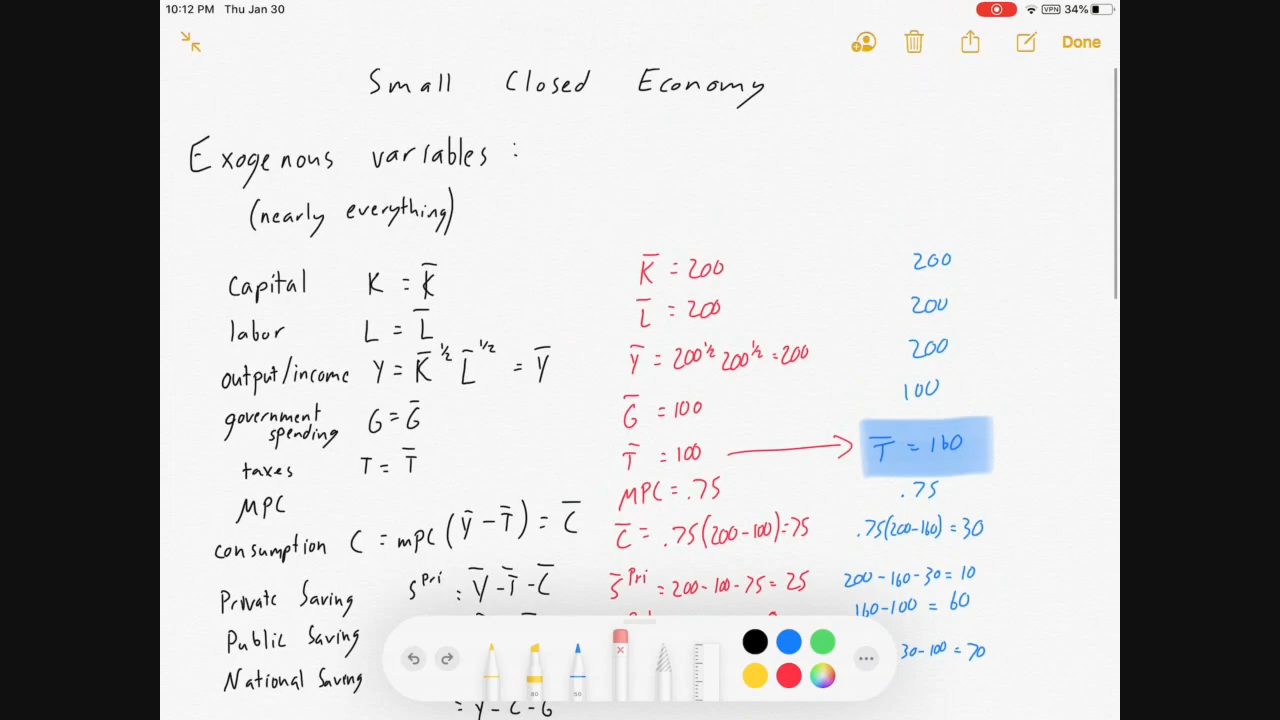 10:12 PM Thu Jan 30 VPN 34%
Done
Small Closed Economy
Exogenous variables :
(nearly everything)
capital K = K̅ K̅ = 200 200
labor L = L̅ L̅ = 200 200
output/income Y = K̅^1/2 L̅^1/2 = Y̅ Y̅ = 200^1/2 200^1/2 = 200 200
government spending G = G̅ G̅ = 100 100
taxes T = T̅ T̅ = 100 → T̅ = 160
MPC MPC = .75 .75
consumption C = mpc (Y̅ - T̅) = C̅ C̅ = .75(200-100)=75 .75(200-160)=30
Private Saving S^Pri = Y̅ - T̅ - C̅ S̅^Pri = 200-100-75 = 25 200-160-30=10
Public Saving 160-100 = 60
National Saving 30-100 = 70
= Y - C - G